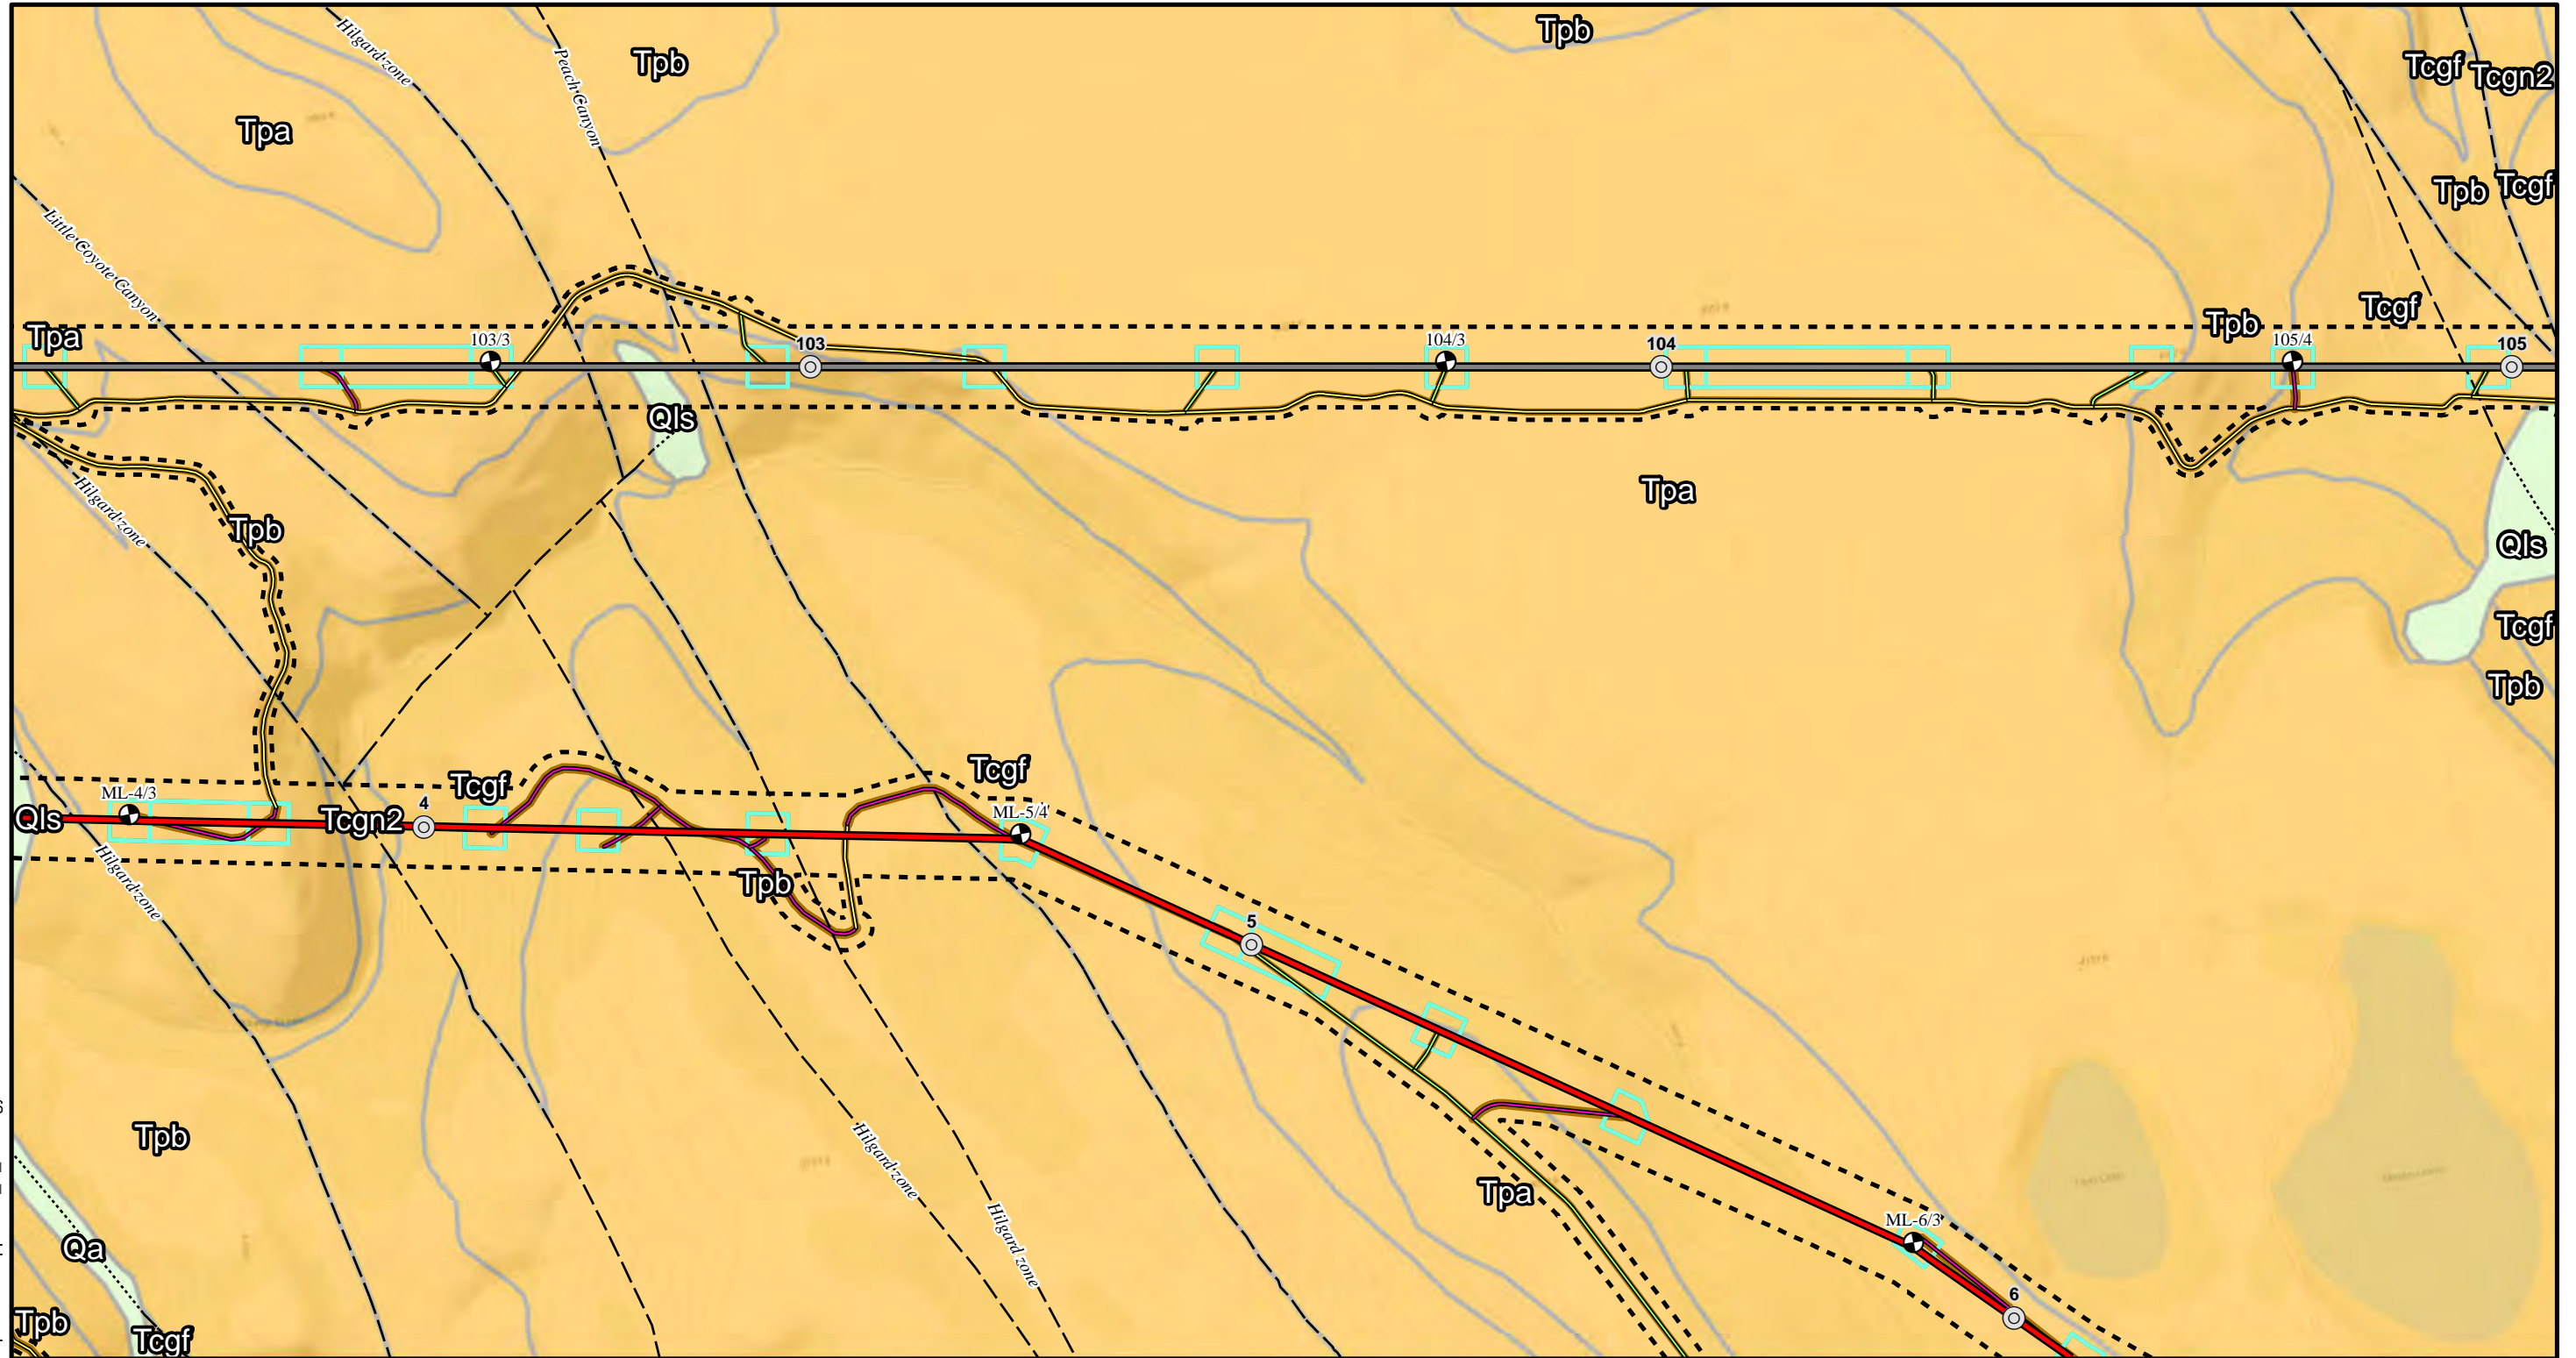 Hilgard zone
Peach Canyon
Tpb
Tpb
Tcgf
Tcgn2
Tpa
Tpb
Tcgf
Little Coyote Canyon
Tpa
103/3
103
104/3
104
Tpb
105/4
Tcgf
105
Qls
Tpa
Hilgard zone
Tpb
Qls
Tcgf
Tpb
ML-4/3
Qls
Tcgn2
4
Tcgf
Tcgf
ML-5/4
Hilgard zone
Tpb
5
Tpb
Hilgard zone
Hilgard zone
Tpa
ML-6/3
6
Qa
Tpb
Tcgf